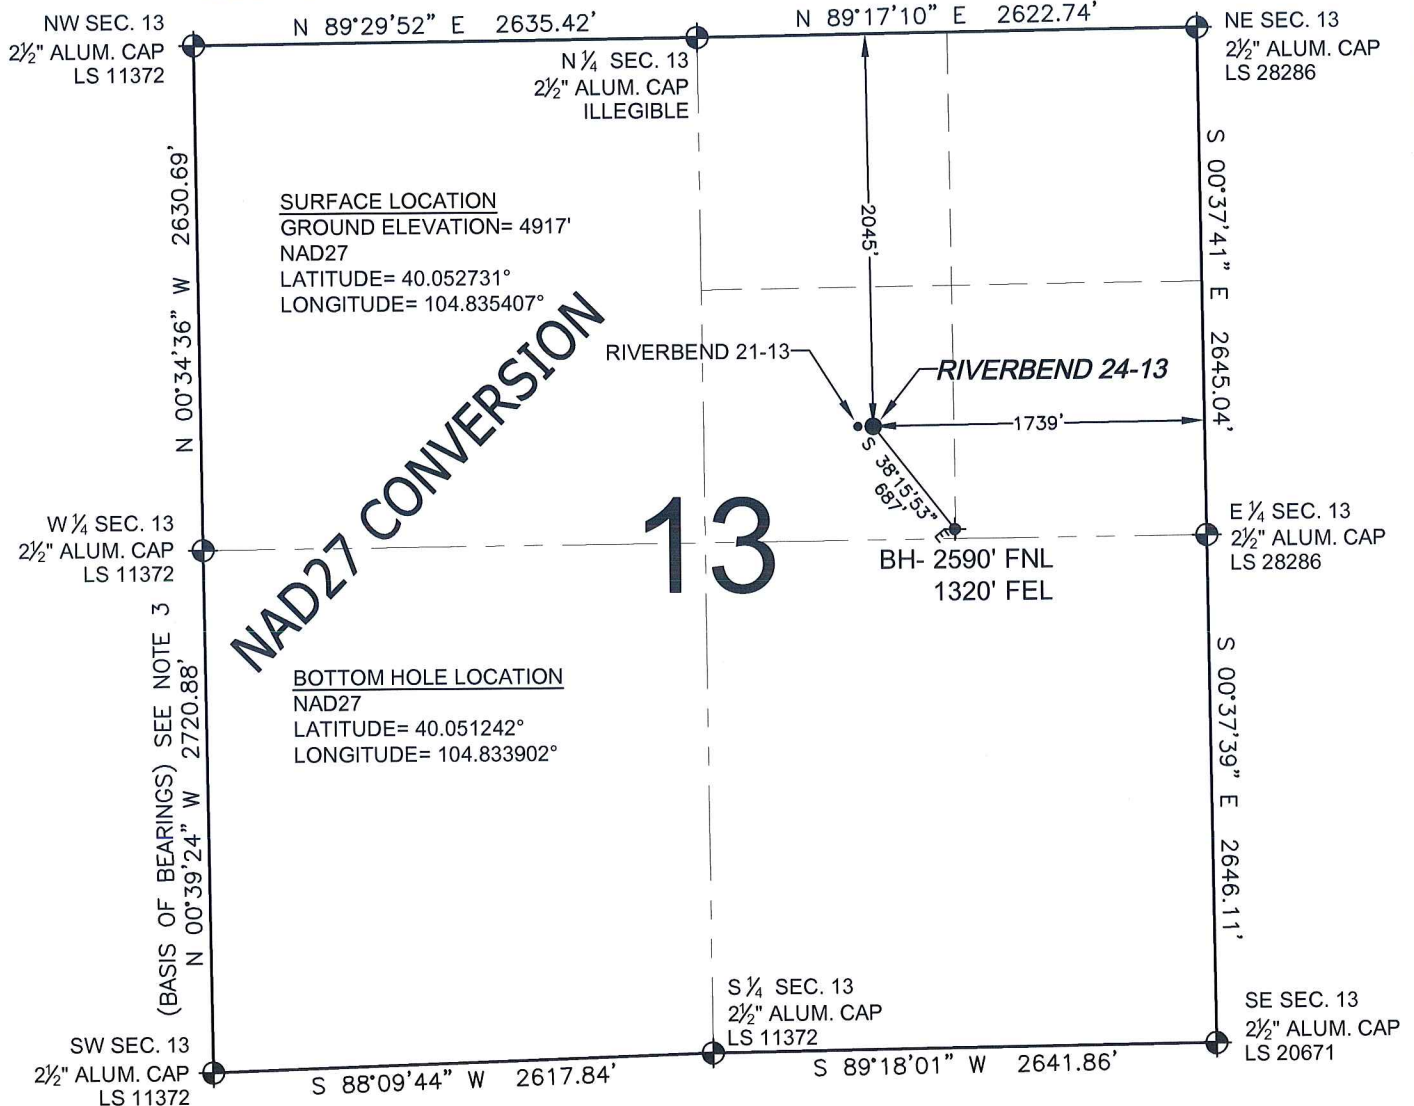 NW SEC. 13
2½" ALUM. CAP
LS 11372
N 89°29'52" E 2635.42'
N 89°17'10" E 2622.74'
NE SEC. 13
2½" ALUM. CAP
LS 28286
N ¼ SEC. 13
2½" ALUM. CAP
ILLEGIBLE
N 00°34'36" W 2630.69'
SURFACE LOCATION
GROUND ELEVATION= 4917'
NAD27
LATITUDE= 40.052731°
LONGITUDE= 104.835407°
2045'
S 00°37'41" E 2645.04'
NAD27 CONVERSION
RIVERBEND 21-13
RIVERBEND 24-13
1739'
S 38°15'53" E
687'
13
W ¼ SEC. 13
2½" ALUM. CAP
LS 11372
E ¼ SEC. 13
2½" ALUM. CAP
LS 28286
BH- 2590' FNL
1320' FEL
(BASIS OF BEARINGS) SEE NOTE 3
N 00°39'24" W 2720.88'
BOTTOM HOLE LOCATION
NAD27
LATITUDE= 40.051242°
LONGITUDE= 104.833902°
S 00°37'39" E 2646.11'
S ¼ SEC. 13
2½" ALUM. CAP
LS 11372
SE SEC. 13
2½" ALUM. CAP
LS 20671
SW SEC. 13
2½" ALUM. CAP
LS 11372
S 88°09'44" W 2617.84'
S 89°18'01" W 2641.86'